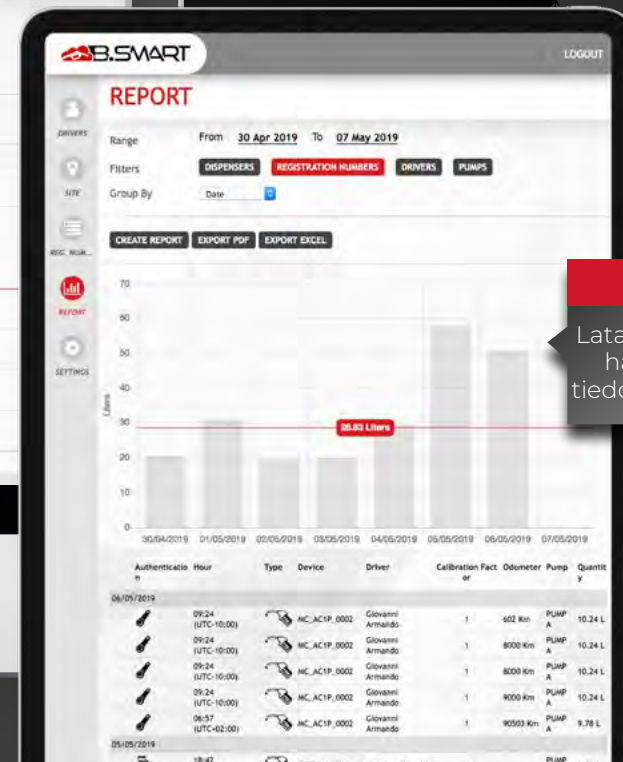 B.SMART
LOGOUT
REPORT
DRIVERS
SITE
REG. NUM...
REPORT
SETTINGS
Range From 30 Apr 2019 To 07 May 2019
Filters DISPENSERS REGISTRATION NUMBERS DRIVERS PUMPS
Group By Date
CREATE REPORT EXPORT PDF EXPORT EXCEL
70
60
50
40
30
20
10
0
Liters
28.83 Liters
30/04/2019 01/05/2019 02/05/2019 03/05/2019 04/05/2019 05/05/2019 06/05/2019 07/05/2019
Authenticatio Hour Type Device Driver Calibration Fact Odometer Pump Quantit
n or y
06/05/2019
09:24 MC_AC1P_0002 Giovanni 1 602 Km PUMP 10.24 L
(UTC-10:00) Armando A
09:24 MC_AC1P_0002 Giovanni 1 8000 Km PUMP 10.24 L
(UTC-10:00) Armando A
09:24 MC_AC1P_0002 Giovanni 1 8000 Km PUMP 10.24 L
(UTC-10:00) Armando A
09:24 MC_AC1P_0002 Giovanni 1 9000 Km PUMP 10.24 L
(UTC-10:00) Armando A
06:57 MC_AC1P_0002 Giovanni 1 90503 Km PUMP 9.78 L
(UTC+02:00) Armando A
05/05/2019
18:42 PUMP
Lata
ha
tiedo